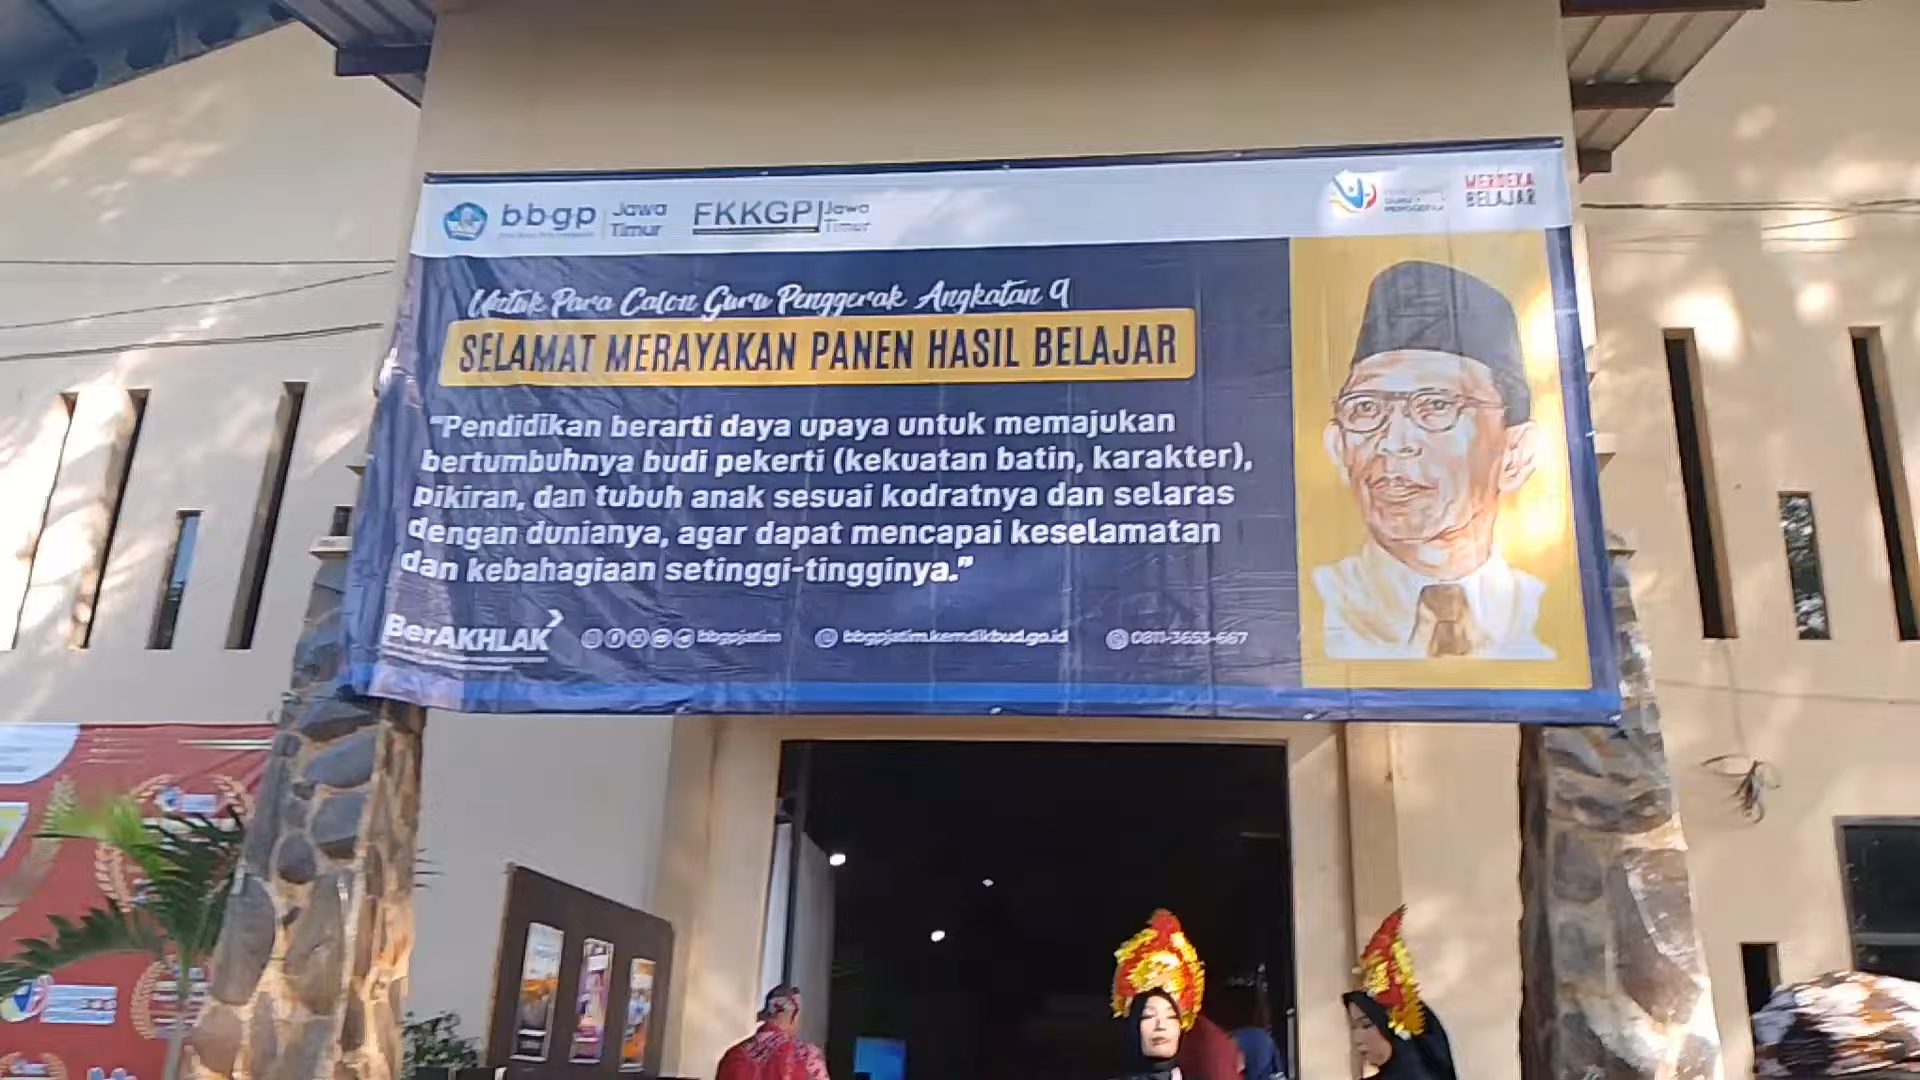 bbgp Jawa Timur
FKKGP Jawa Timur
MERDEKA BELAJAR
Untuk Para Calon Guru Penggerak Angkatan 9
SELAMAT MERAYAKAN PANEN HASIL BELAJAR
"Pendidikan berarti daya upaya untuk memajukan
bertumbuhnya budi pekerti (kekuatan batin, karakter),
pikiran, dan tubuh anak sesuai kodratnya dan selaras
dengan dunianya, agar dapat mencapai keselamatan
dan kebahagiaan setinggi-tingginya."
BerAKHLAK bbgpjatim bbgpjatim.kemdikbud.go.id 0811-3653-667